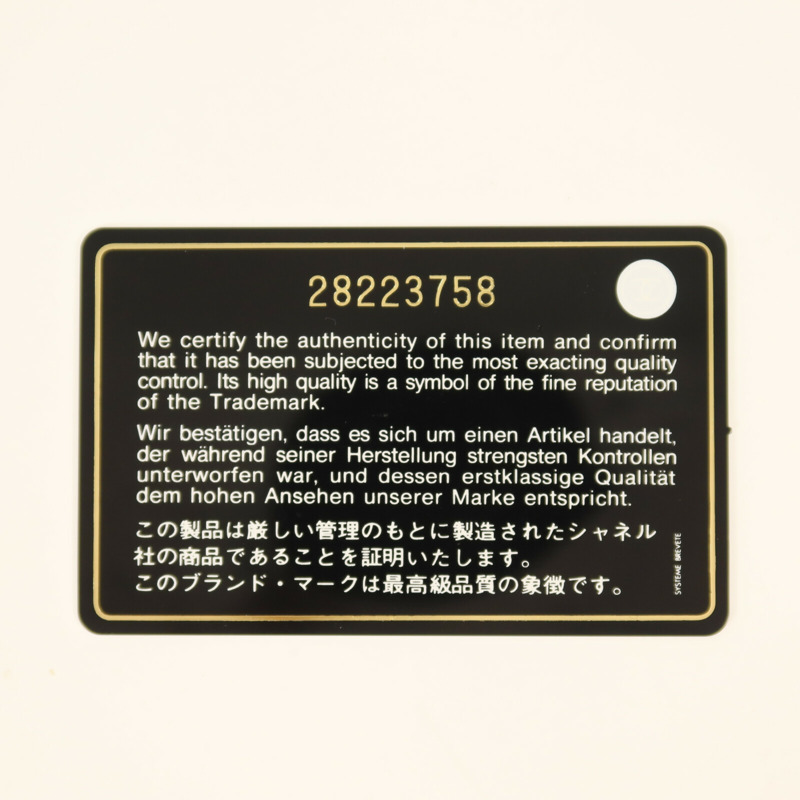 28223758
We certify the authenticity of this item and confirm
that it has been subjected to the most exacting quality
control. Its high quality is a symbol of the fine reputation
of the Trademark.
Wir bestätigen, dass es sich um einen Artikel handelt,
der während seiner Herstellung strengsten Kontrollen
unterworfen war, und dessen erstklassige Qualität
dem hohen Ansehen unserer Marke entspricht.
この製品は厳しい管理のもとに製造されたシャネル
社の商品であることを証明いたします。
このブランド・マークは最高級品質の象徴です。
SYSTEME BREVETE